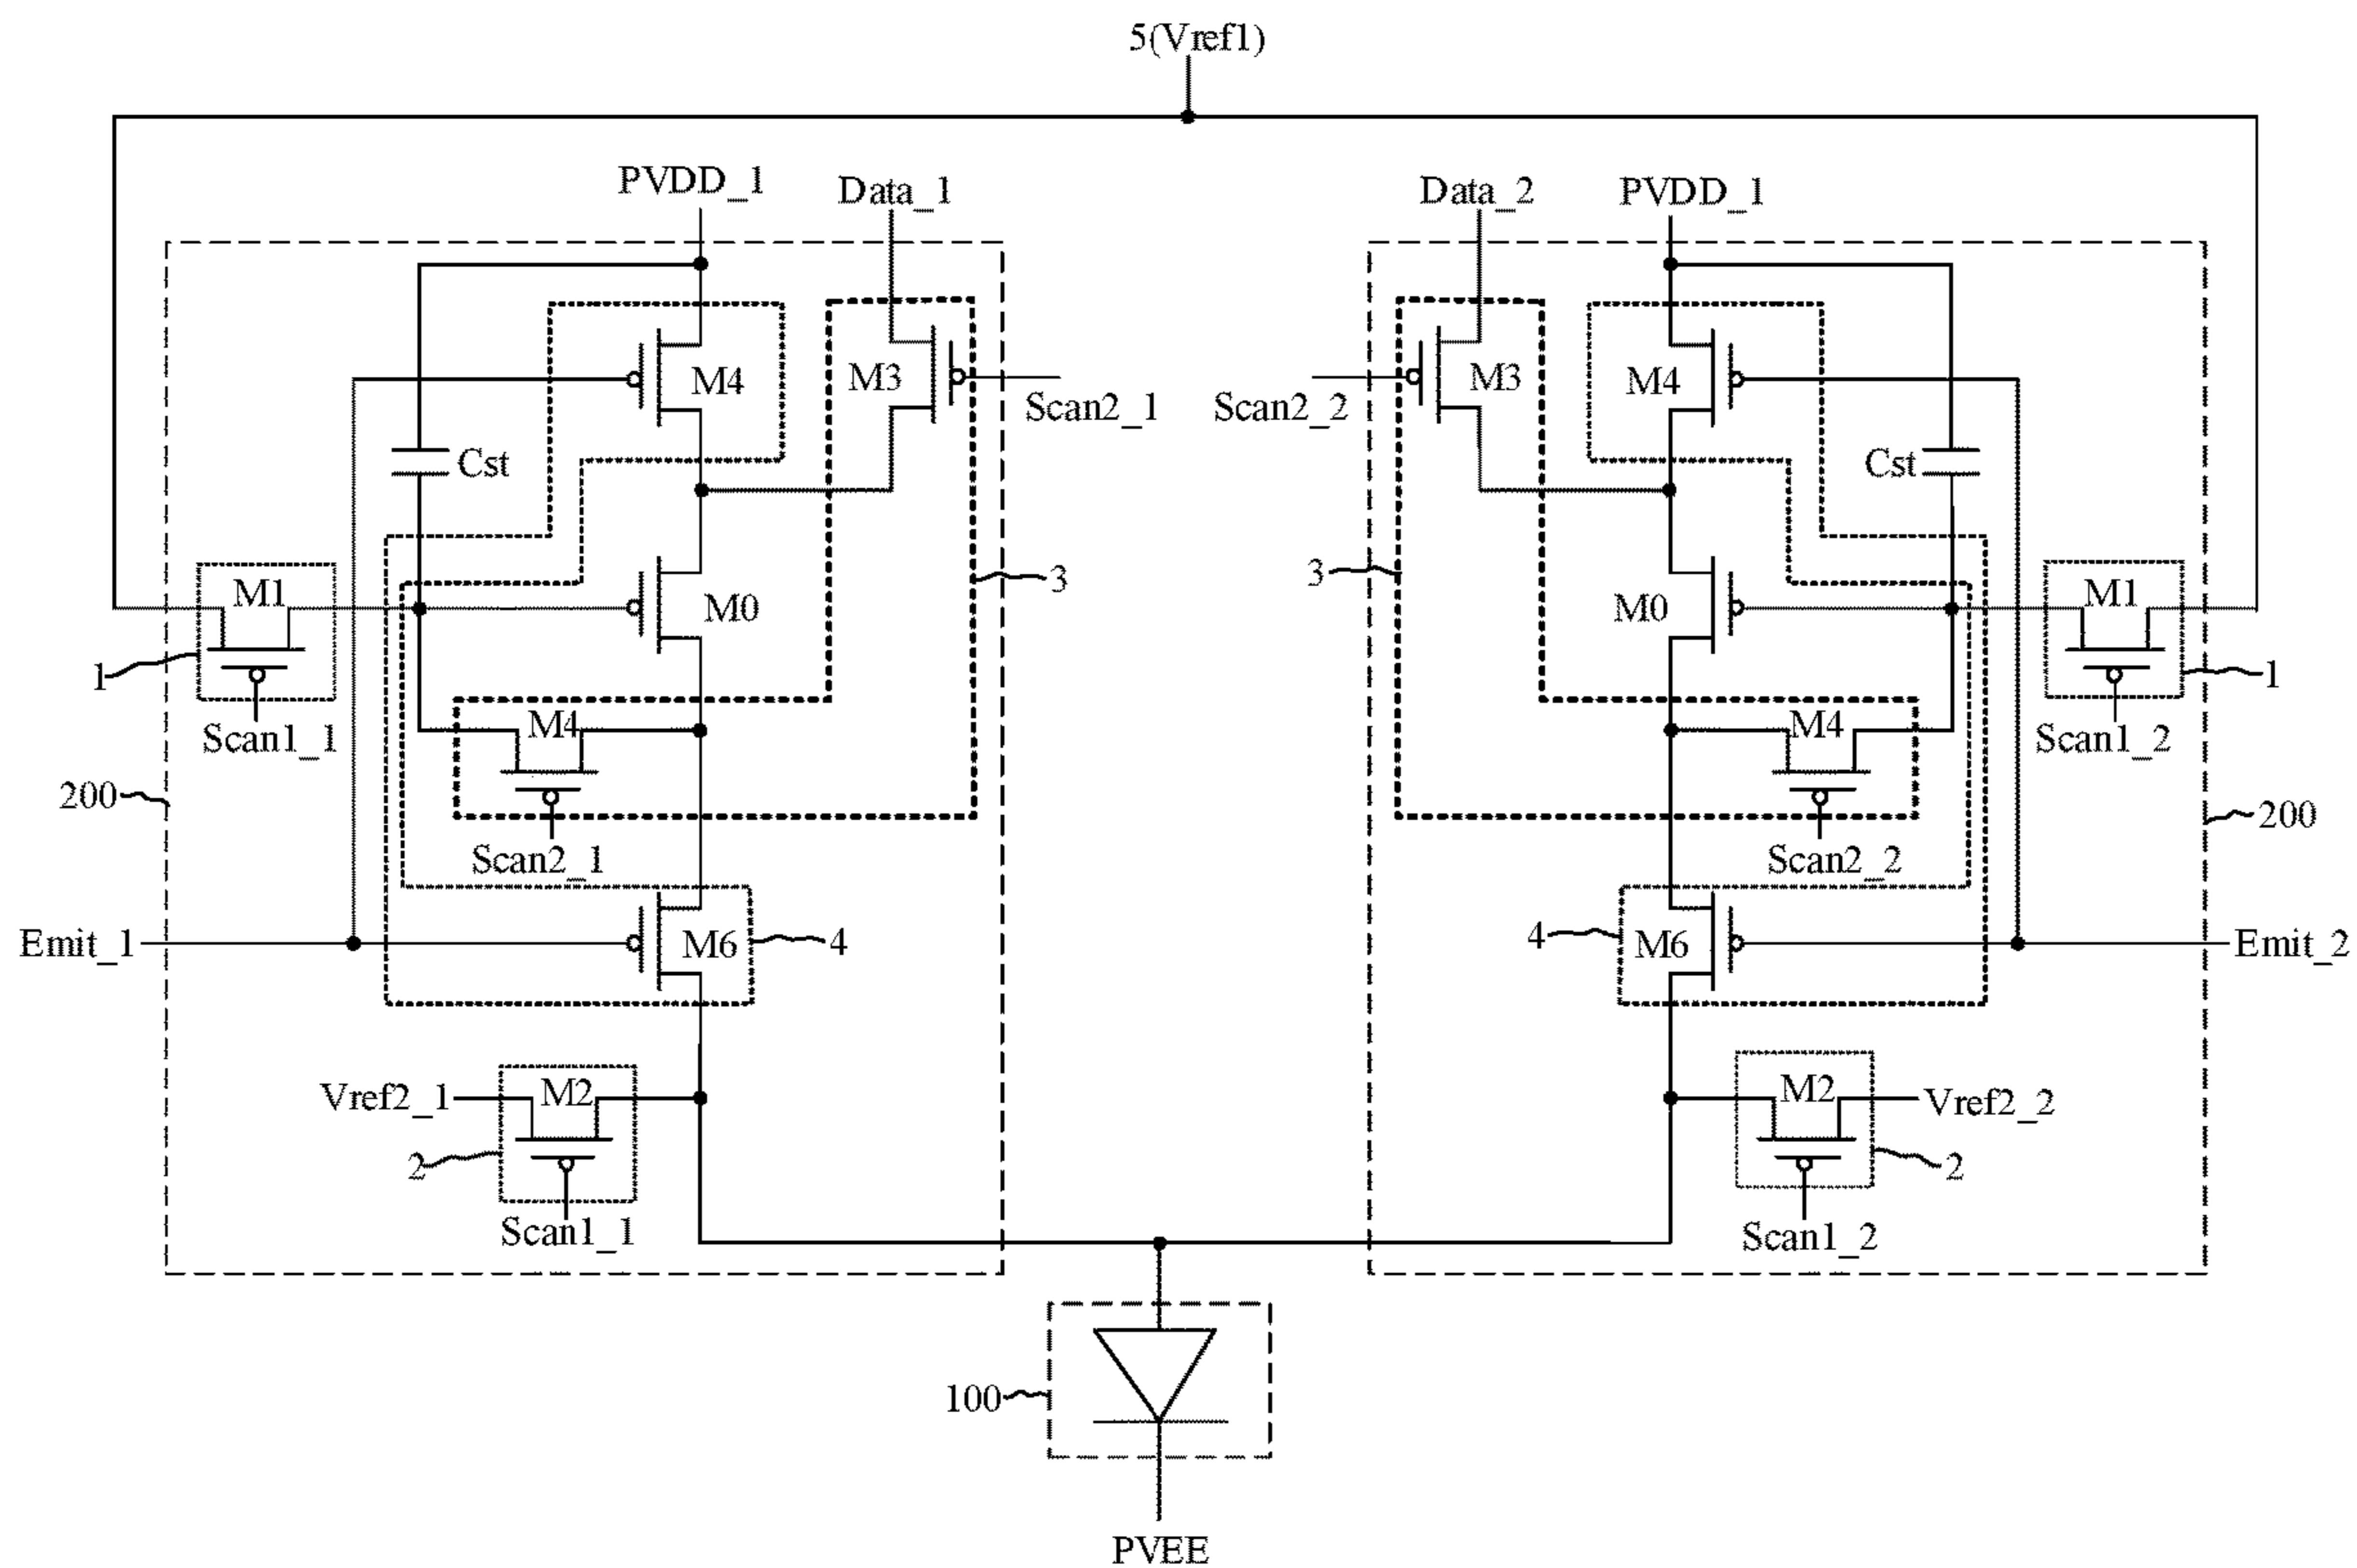 5(Vref1)
PVDD_1
Data_1
Data_2
PVDD_1
M4
M3
Scan2_1
Scan2_2
M3
M4
Cst
Cst
M1
M0
3
3
M0
M1
1
1
Scan1_1
M4
M4
Scan1_2
200
200
Scan2_1
Scan2_2
Emit_1
M6
4
4
M6
Emit_2
Vref2_1
M2
M2
Vref2_2
2
2
Scan1_1
Scan1_2
100
PVEE